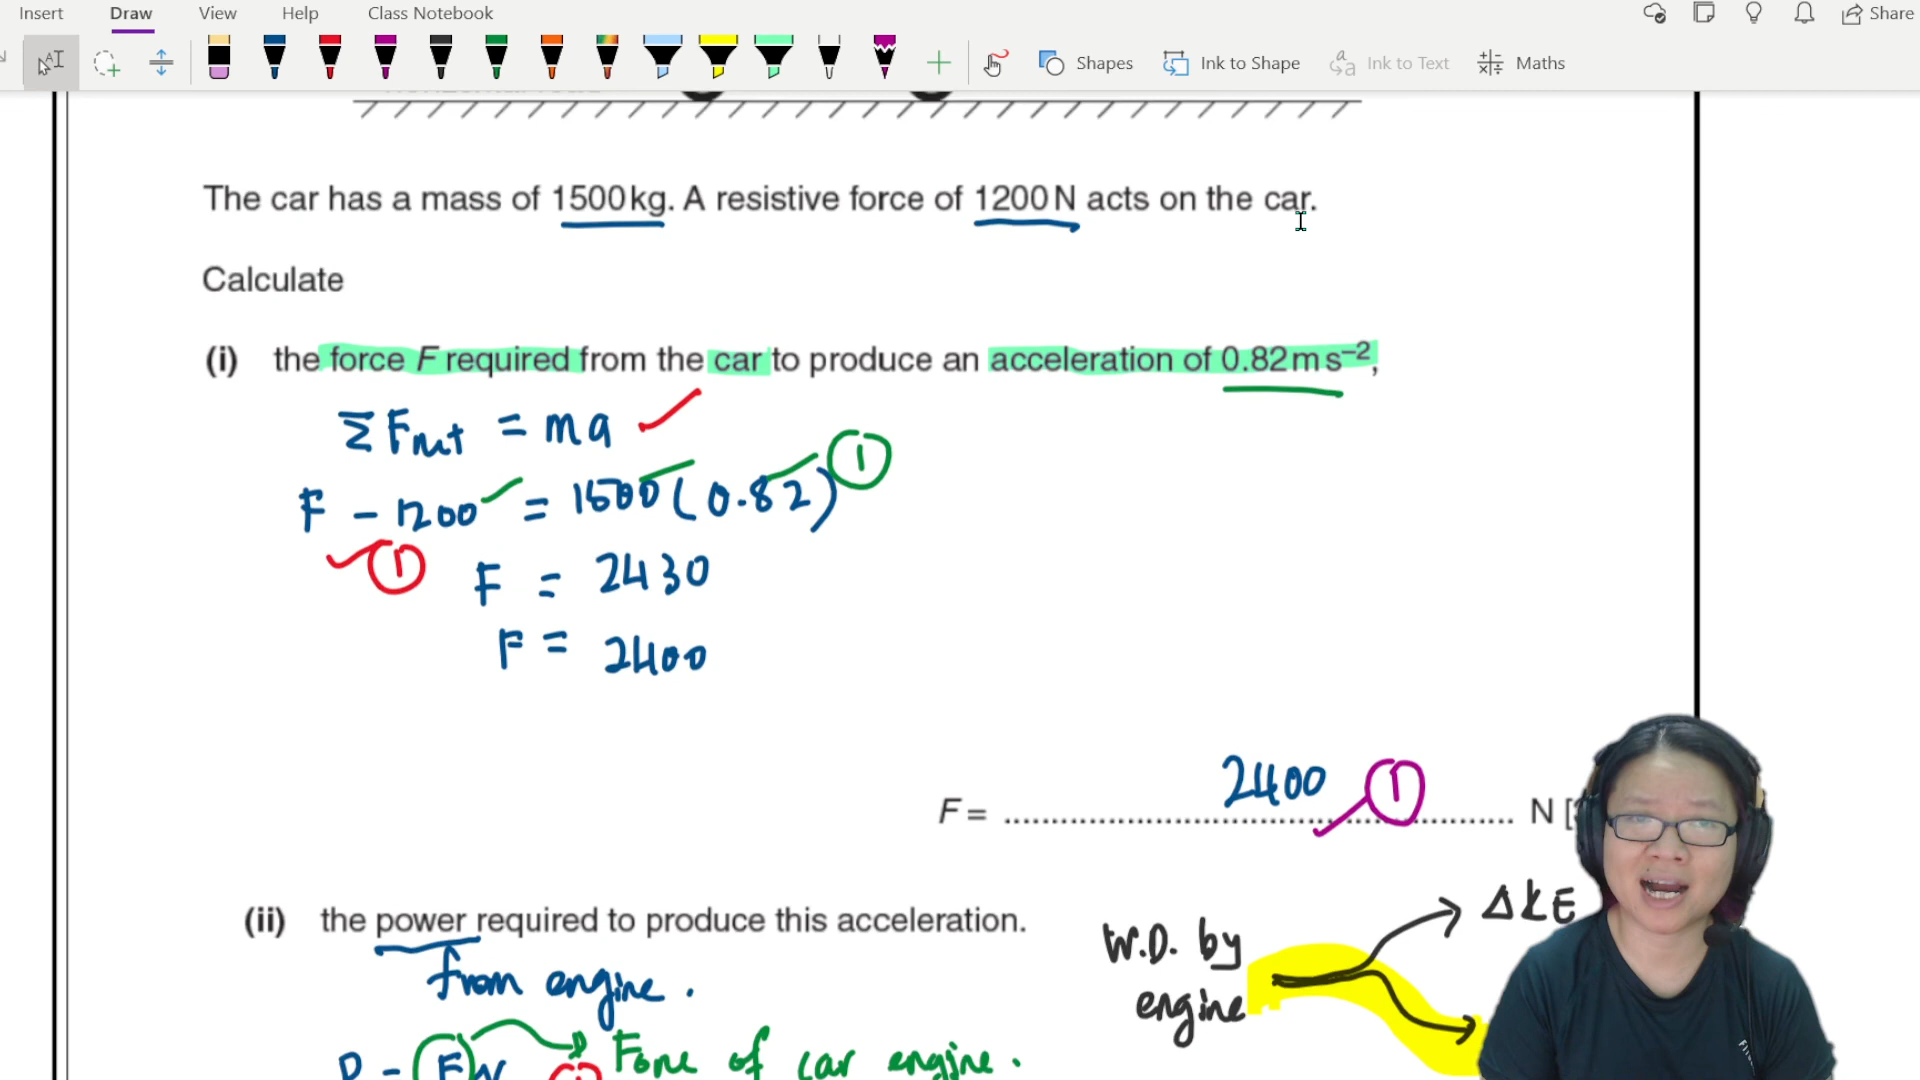 Insert Draw View Help Class Notebook Share
Shapes Ink to Shape Ink to Text Maths
The car has a mass of 1500 kg. A resistive force of 1200 N acts on the car.
Calculate
(i) the force F required from the car to produce an acceleration of 0.82 m s⁻²,
ΣFnet = ma
F - 1200 = 1500 (0.82) 1
1
F = 2430
F = 2400
2400 1
F = ........................................ N [
(ii) the power required to produce this acceleration.
from engine.
W.D. by
engine
ΔKE
P = Fv Force of car engine.